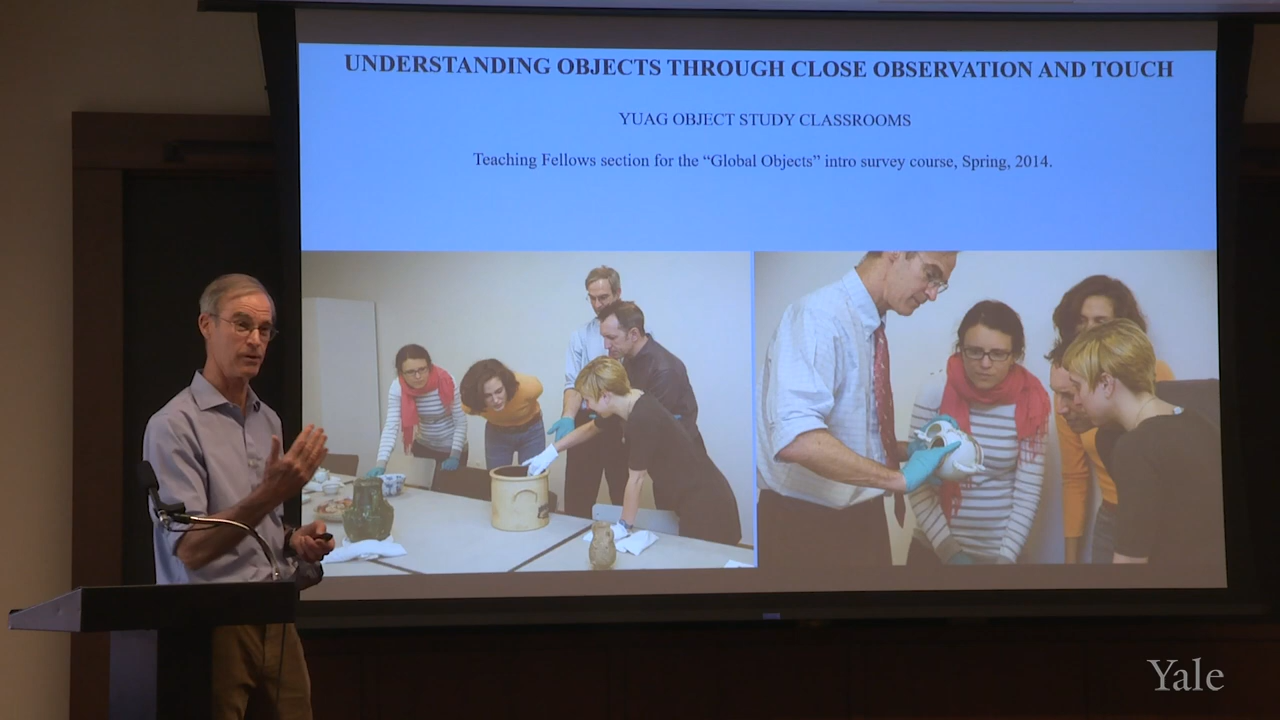 UNDERSTANDING OBJECTS THROUGH CLOSE OBSERVATION AND TOUCH
YUAG OBJECT STUDY CLASSROOMS
Teaching Fellows section for the “Global Objects” intro survey course, Spring, 2014.
Yale